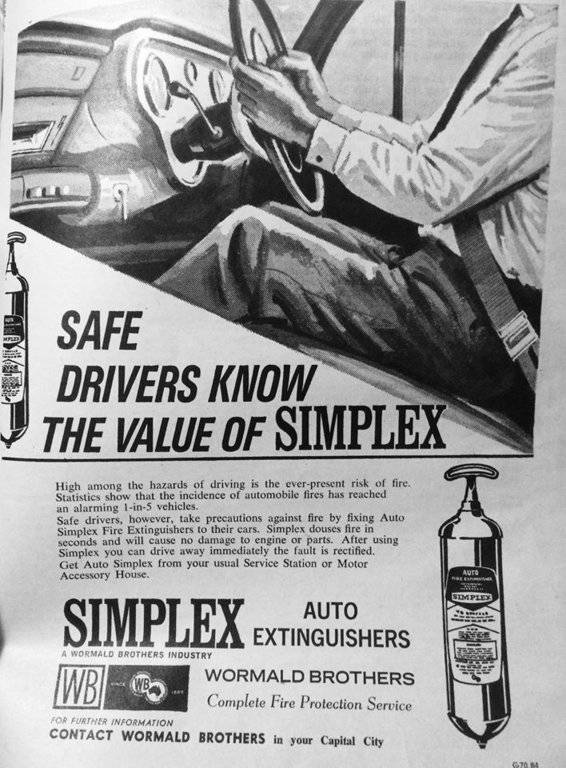 SAFE
DRIVERS KNOW
THE VALUE OF SIMPLEX
High among the hazards of driving is the ever-present risk of fire.
Statistics show that the incidence of automobile fires has reached
an alarming 1-in-5 vehicles.
Safe drivers, however, take precautions against fire by fixing Auto
Simplex Fire Extinguishers to their cars. Simplex douses fire in
seconds and will cause no damage to engine or parts. After using
Simplex you can drive away immediately the fault is rectified.
Get Auto Simplex from your usual Service Station or Motor
Accessory House.
AUTO
FIRE EXTINGUISHER
SIMPLEX
SIMPLEX AUTO
EXTINGUISHERS
A WORMALD BROTHERS INDUSTRY
WB SINCE WB 1889
WORMALD BROTHERS
Complete Fire Protection Service
FOR FURTHER INFORMATION
CONTACT WORMALD BROTHERS in your Capital City
G70.84